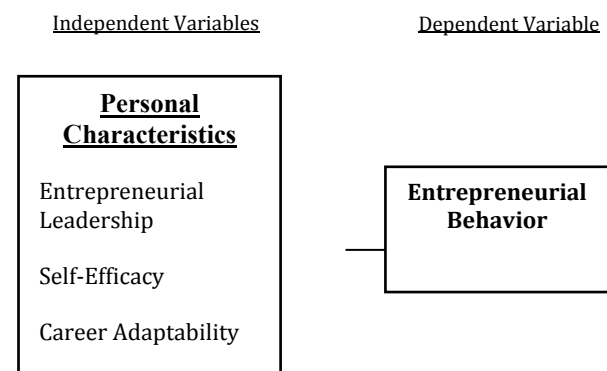 Independent Variables
Dependent Variable
Personal
Characteristics
Entrepreneurial
Leadership
Self-Efficacy
Career Adaptability
Entrepreneurial
Behavior